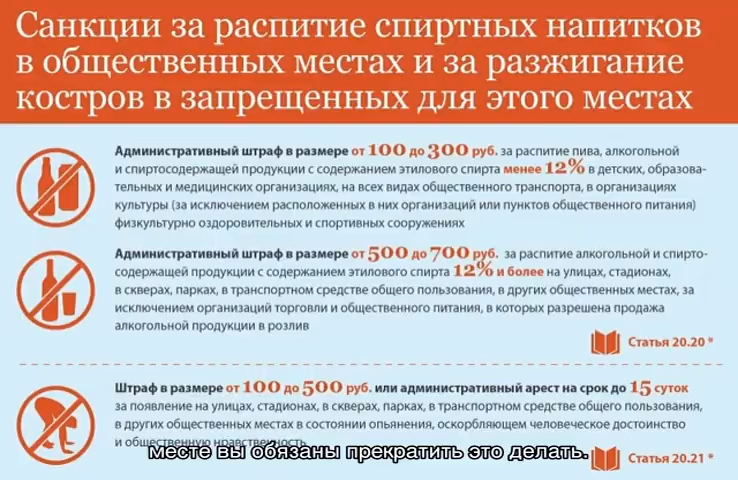 Санкции за распитие спиртных напитков
в общественных местах и за разжигание
костров в запрещенных для этого местах
Административный штраф в размере от 100 до 300 руб. за распитие пива, алкогольной
и спиртосодержащей продукции с содержанием этилового спирта менее 12% в детских, образова-
тельных и медицинских организациях, на всех видах общественного транспорта, в организациях
культуры (за исключением расположенных в них организаций или пунктов общественного питания)
физкультурно оздоровительных и спортивных сооружениях
Административный штраф в размере от 500 до 700 руб. за распитие алкогольной и спирто-
содержащей продукции с содержанием этилового спирта 12% и более на улицах, стадионах,
в скверах, парках, в транспортном средстве общего пользования, в других общественных местах, за
исключением организаций торговли и общественного питания, в которых разрешена продажа
алкогольной продукции в розлив
Статья 20.20 *
Штраф в размере от 100 до 500 руб. или административный арест на срок до 15 суток
за появление на улицах, стадионах, в скверах, парках, в транспортном средстве общего пользования,
в других общественных местах в состоянии опьянения, оскорбляющем человеческое достоинство
и общественную нравственность
месте вы обязаны прекратить это делать.
Статья 20.21 *